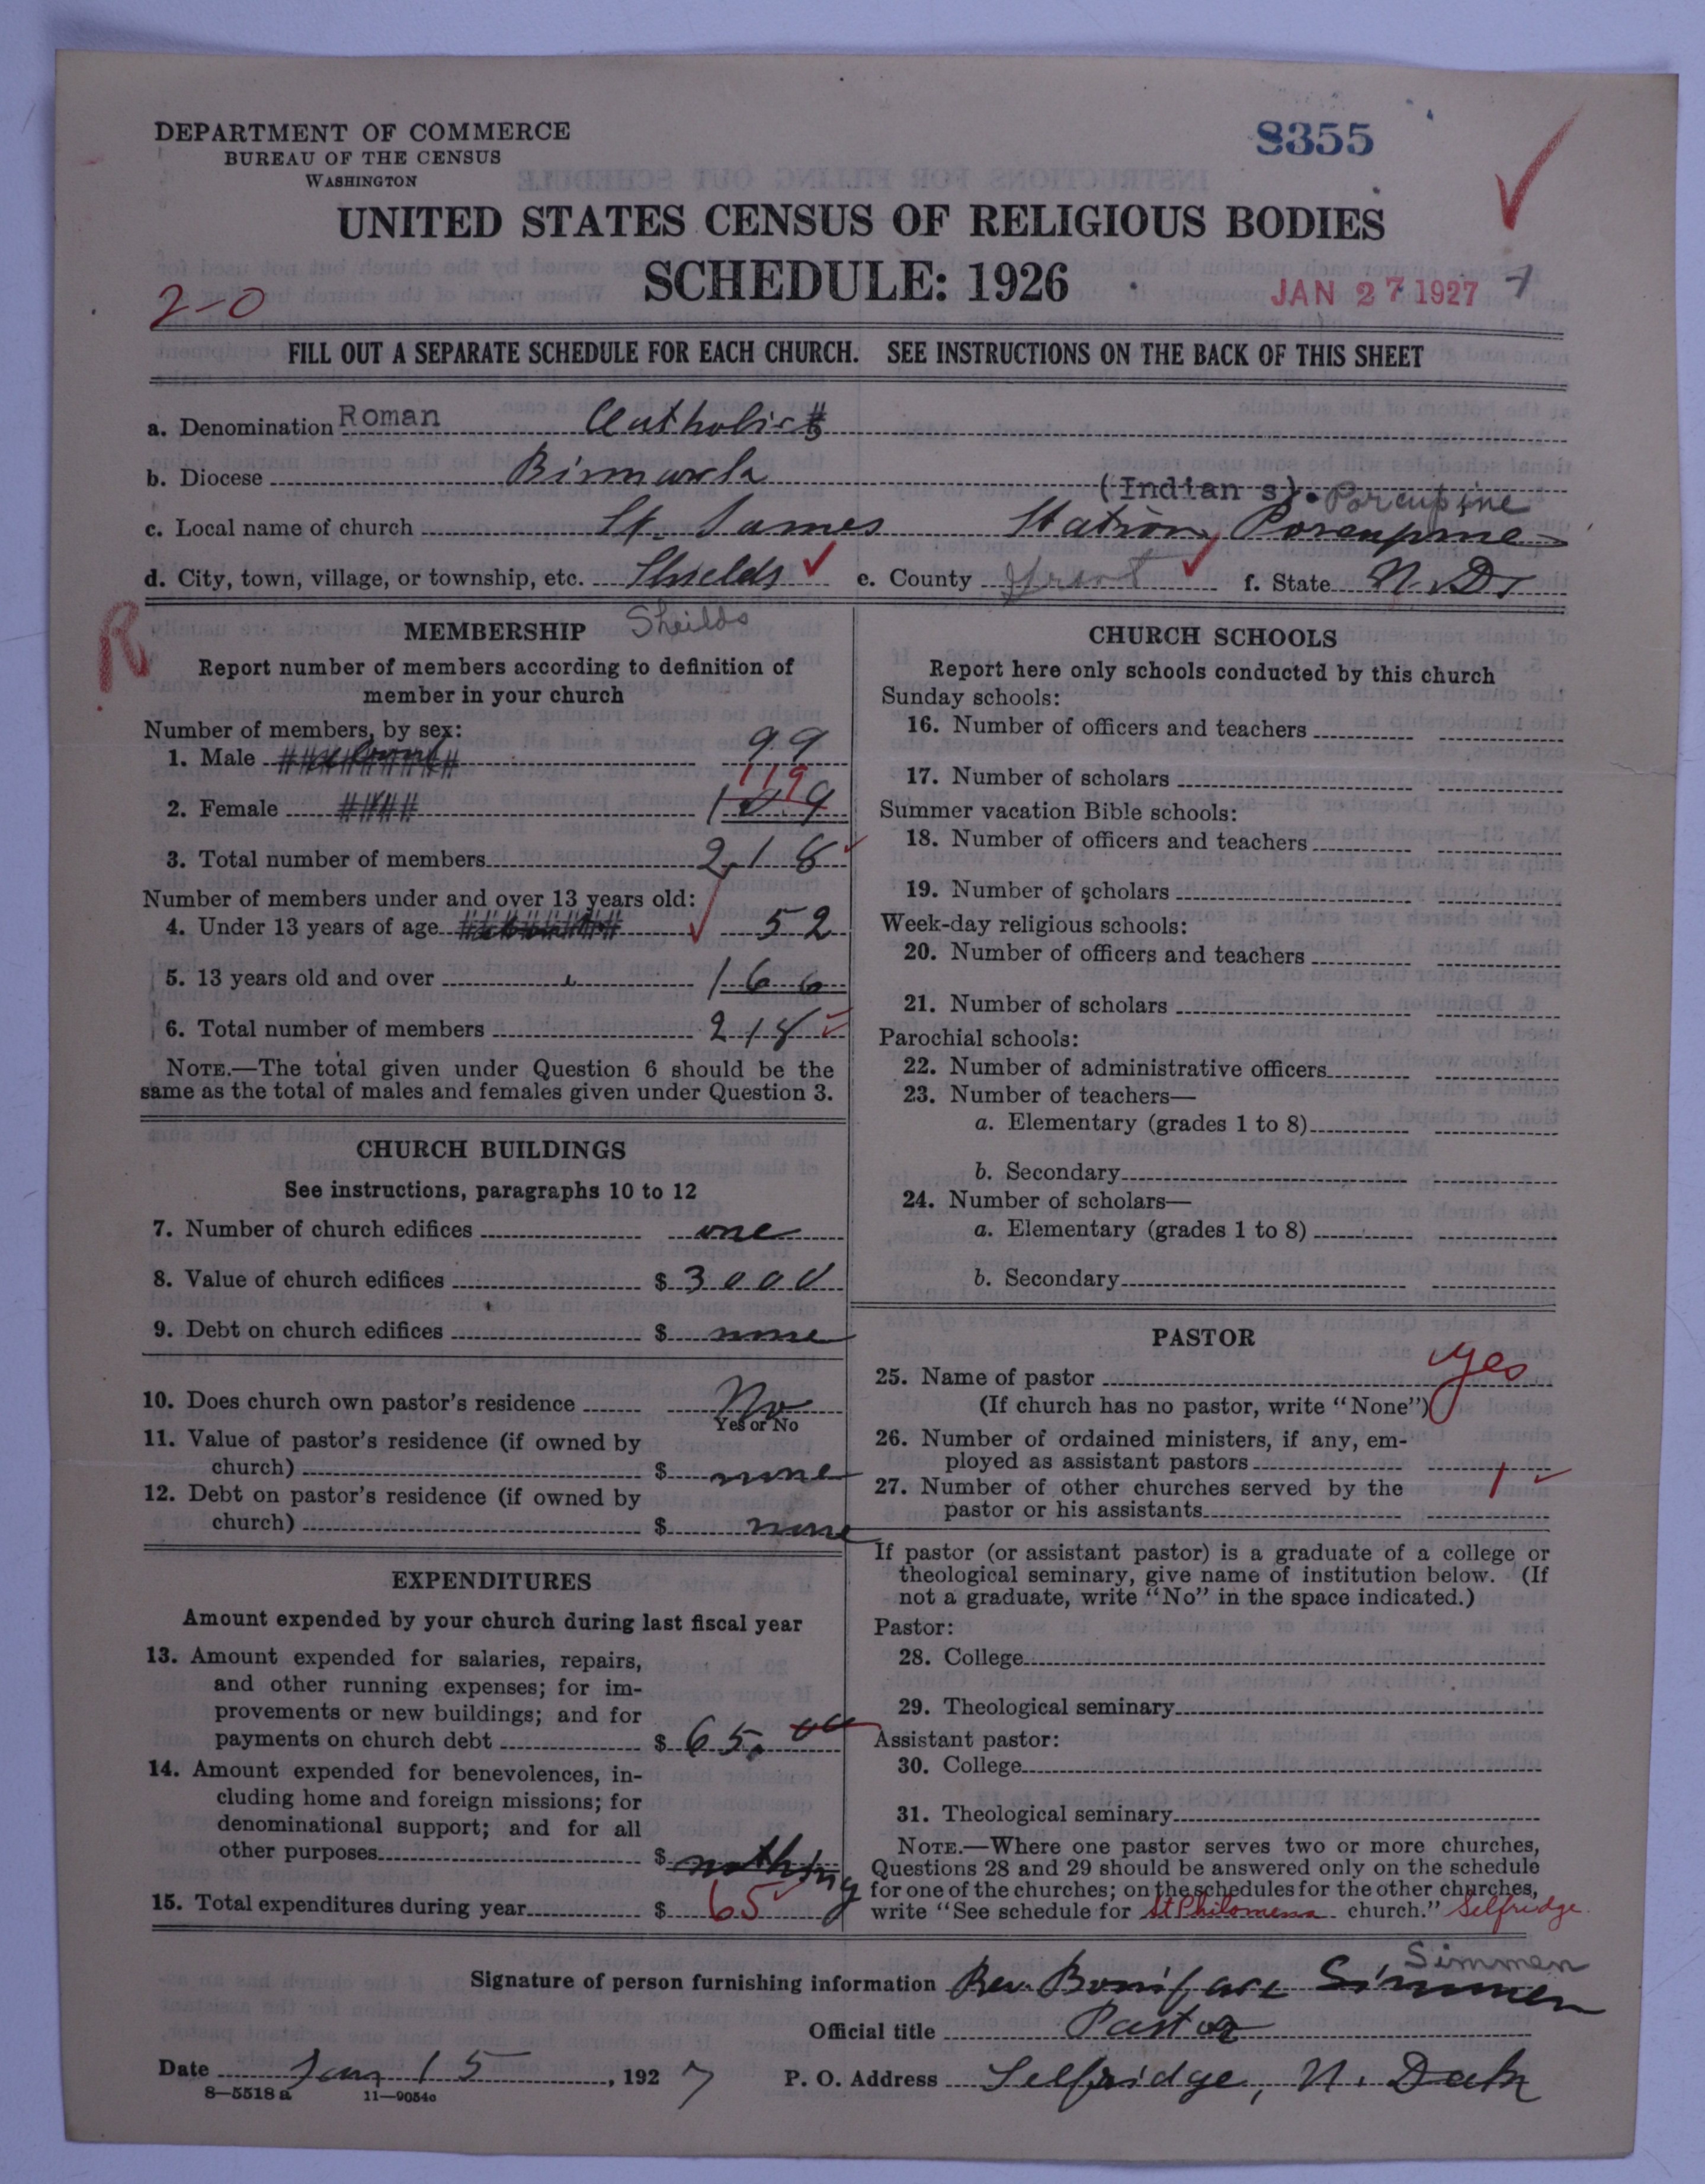 DEPARTMENT OF COMMERCE
BUREAU OF THE CENSUS
WASHINGTON
8355
UNITED STATES CENSUS OF RELIGIOUS BODIES
SCHEDULE: 1926
2-0
JAN 27 1927
FILL OUT A SEPARATE SCHEDULE FOR EACH CHURCH. SEE INSTRUCTIONS ON THE BACK OF THIS SHEET
a. Denomination Roman Catholic
b. Diocese Bismarck
(Indian s). Porcupine
c. Local name of church St. James Station, Porcupine
d. City, town, village, or township, etc. Shields ✓ e. County Grant ✓ f. State N. D.
R
MEMBERSHIP Sheilds
Report number of members according to definition of
member in your church
Number of members, by sex:
1. Male 99
119
2. Female 109
3. Total number of members 218 ✓
Number of members under and over 13 years old:
4. Under 13 years of age ✓ 52
5. 13 years old and over 166
6. Total number of members 218 ✓
NOTE.—The total given under Question 6 should be the
same as the total of males and females given under Question 3.
CHURCH BUILDINGS
See instructions, paragraphs 10 to 12
7. Number of church edifices one
8. Value of church edifices $ 3000
9. Debt on church edifices $ none
10. Does church own pastor's residence No
Yes or No
11. Value of pastor's residence (if owned by
church) $ none
12. Debt on pastor's residence (if owned by
church) $ none
EXPENDITURES
Amount expended by your church during last fiscal year
13. Amount expended for salaries, repairs,
and other running expenses; for im-
provements or new buildings; and for
payments on church debt $ 65.00
14. Amount expended for benevolences, in-
cluding home and foreign missions; for
denominational support; and for all
other purposes $ nothing
15. Total expenditures during year $ 65 ✓
CHURCH SCHOOLS
Report here only schools conducted by this church
Sunday schools:
16. Number of officers and teachers
17. Number of scholars
Summer vacation Bible schools:
18. Number of officers and teachers
19. Number of scholars
Week-day religious schools:
20. Number of officers and teachers
21. Number of scholars
Parochial schools:
22. Number of administrative officers
23. Number of teachers—
a. Elementary (grades 1 to 8)
b. Secondary
24. Number of scholars—
a. Elementary (grades 1 to 8)
b. Secondary
PASTOR
25. Name of pastor yes
(If church has no pastor, write "None")
26. Number of ordained ministers, if any, em-
ployed as assistant pastors
27. Number of other churches served by the 1 ✓
pastor or his assistants
If pastor (or assistant pastor) is a graduate of a college or
theological seminary, give name of institution below. (If
not a graduate, write "No" in the space indicated.)
Pastor:
28. College
29. Theological seminary
Assistant pastor:
30. College
31. Theological seminary
NOTE.—Where one pastor serves two or more churches,
Questions 28 and 29 should be answered only on the schedule
for one of the churches; on the schedules for the other churches,
write "See schedule for St Philomena church." Selfridge
Simmen
Signature of person furnishing information Rev. Boniface Simmen
Official title Pastor
Date Jan 15, 1927 P. O. Address Selfridge, N. Dak
8—5518 a 11—9054c